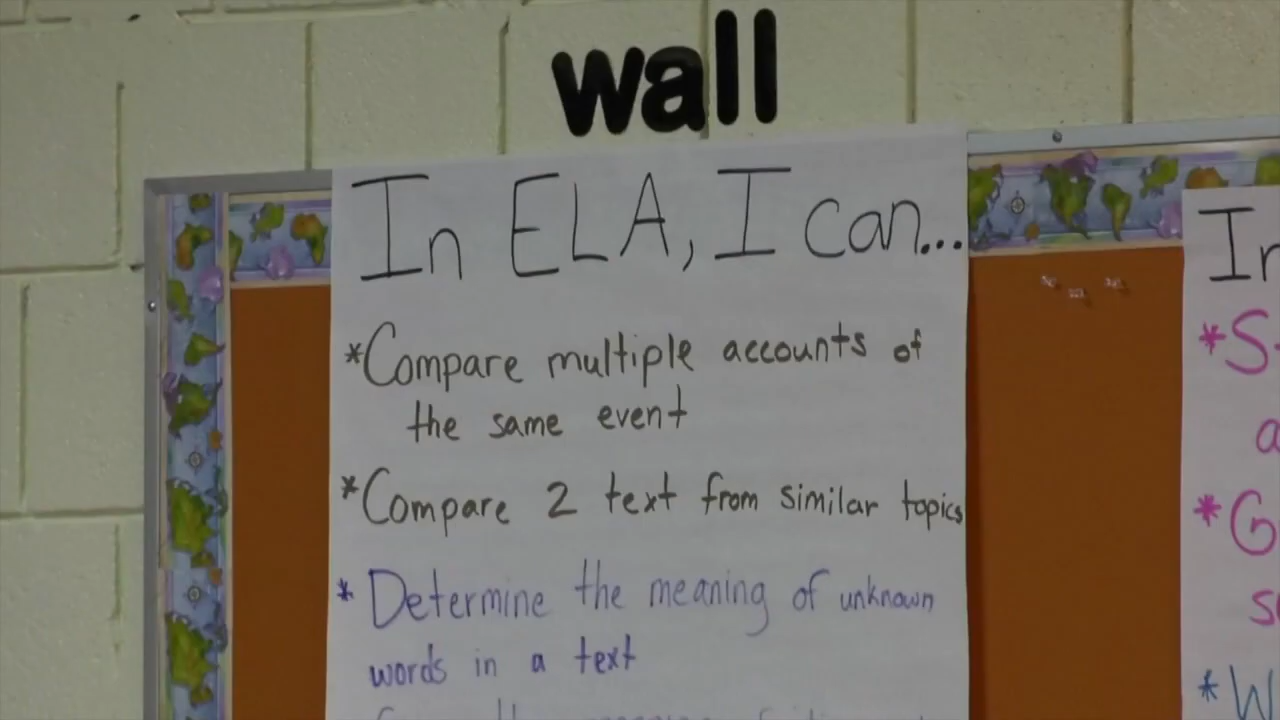 wall
In ELA, I can...
*Compare multiple accounts of
the same event
*Compare 2 text from similar topics
* Determine the meaning of unknown
words in a text
In
*S
a
*G
s
*W